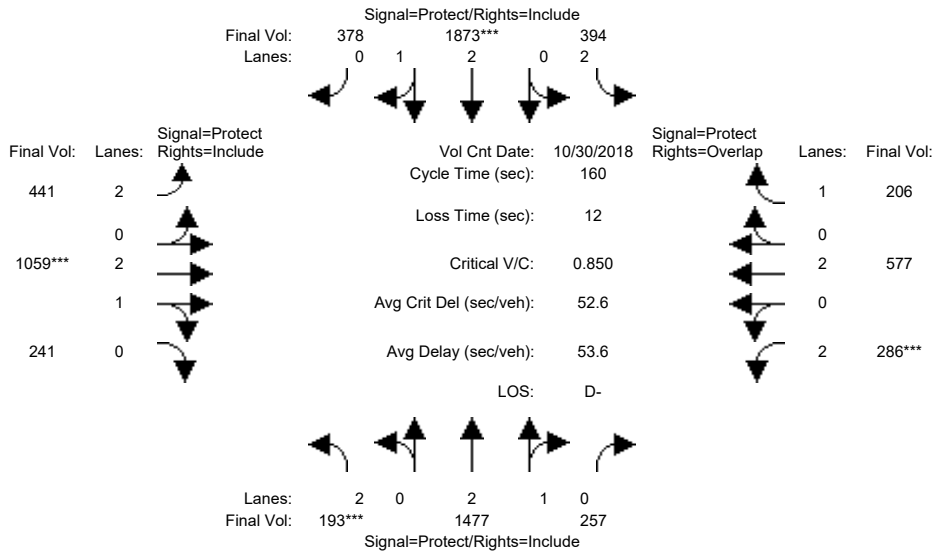 Signal=Protect/Rights=Include
Final Vol: 378 1873*** 394
Lanes: 0 1 2 0 2
Signal=Protect
Final Vol: Lanes: Rights=Include
Vol Cnt Date: 10/30/2018
Signal=Protect
Rights=Overlap Lanes: Final Vol:
Cycle Time (sec): 160
441 2
1 206
Loss Time (sec): 12
0
0
1059*** 2
Critical V/C: 0.850
2 577
1
Avg Crit Del (sec/veh): 52.6
0
241 0
Avg Delay (sec/veh): 53.6
2 286***
LOS: D-
Lanes: 2 0 2 1 0
Final Vol: 193*** 1477 257
Signal=Protect/Rights=Include